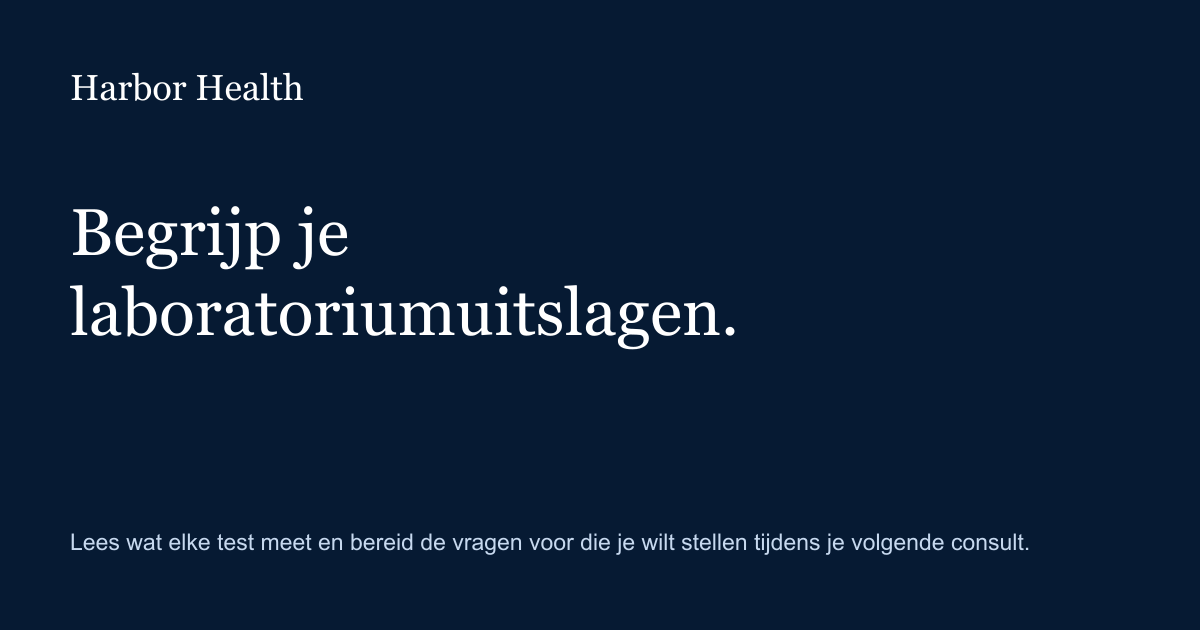 Harbor Health
Begrijp je
laboratoriumuitslagen.
Lees wat elke test meet en bereid de vragen voor die je wilt stellen tijdens je volgende consult.